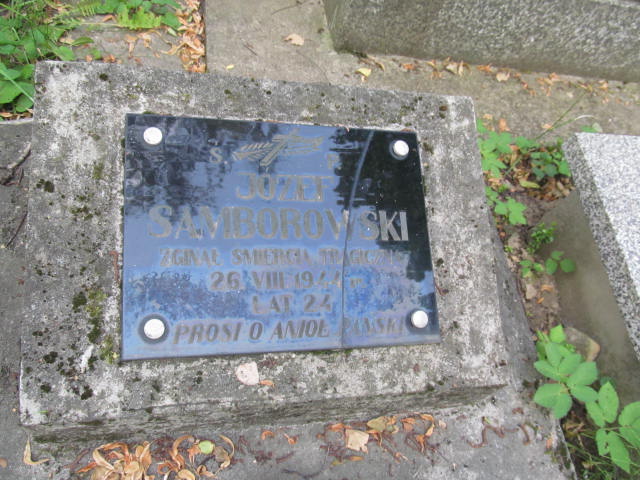 Ś. P.
JÓZEF
SAMBOROWSKI
ZGINĄŁ ŚMIERCIĄ TRAGICZNĄ
26 VIII 1944 R.
LAT 24
PROSI O ANIOŁ PAŃSKI